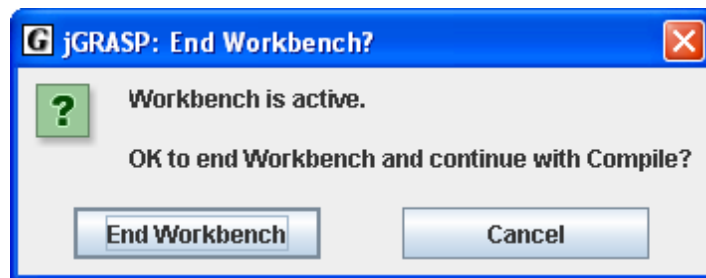 G jGRASP: End Workbench?
?
Workbench is active.
OK to end Workbench and continue with Compile?
End Workbench Cancel